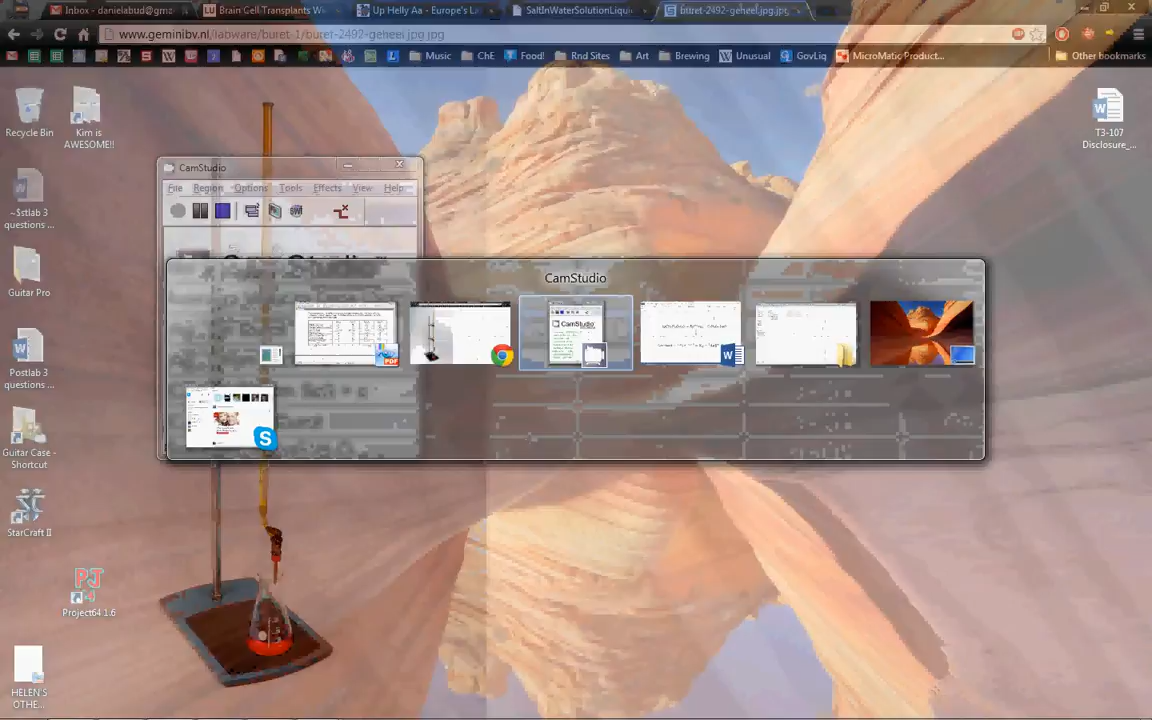 Inbox - danielabud@gma
Brain Cell Transplants W
Up Helly Aa - Europe's L
SaltInWaterSolutionLiqu
buret-2492-geheel.jpg.jpg
www.geminibv.nl/labware/buret-1/buret-2492-geheel.jpg.jpg
Music
ChE
Food!
Rnd Sites
Art
Brewing
Unusual
GovLiq
MicroMatic Product...
Other bookmarks
Recycle Bin
Kim is
AWESOME!!
T3-107
Disclosure_...
CamStudio
File Region Options Tools Effects View Help
~$stlab 3
questions ...
Guitar Pro
CamStudio
CamStudio
Postlab 3
questions ...
Guitar Case -
Shortcut
StarCraft II
Project64 1.6
HELEN'S
OTHE...